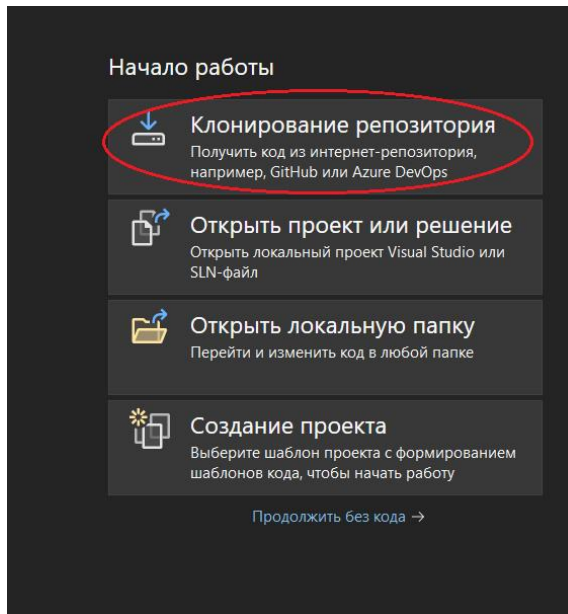 Начало работы
Клонирование репозитория
Получить код из интернет-репозитория,
например, GitHub или Azure DevOps
Открыть проект или решение
Открыть локальный проект Visual Studio или
SLN-файл
Открыть локальную папку
Перейти и изменить код в любой папке
Создание проекта
Выберите шаблон проекта с формированием
шаблонов кода, чтобы начать работу
Продолжить без кода →